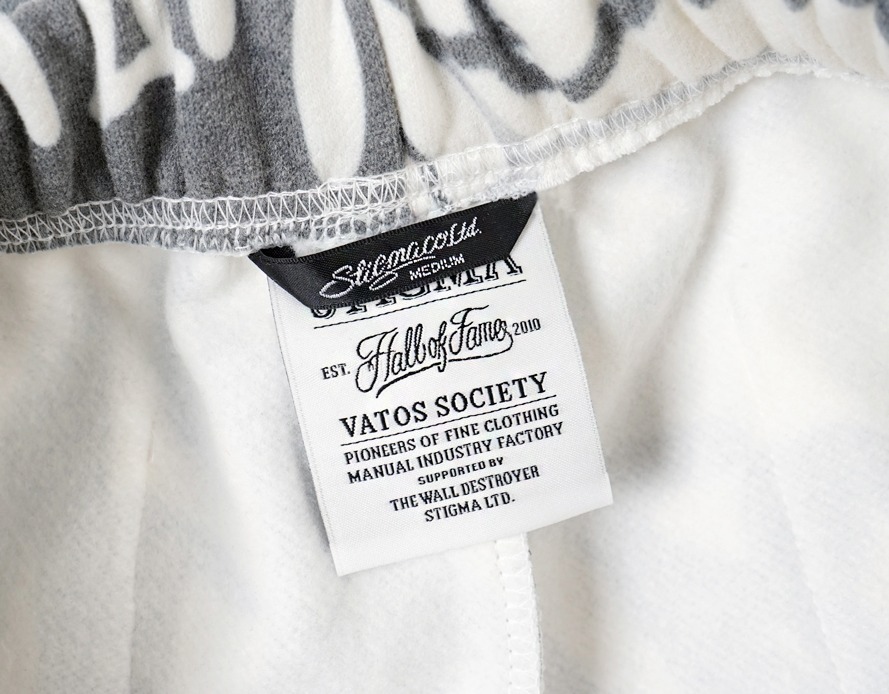 Stigmaco Ltd.
MEDIUM
STIGMA
EST. Hall of Fame 2010
VATOS SOCIETY
PIONEERS OF FINE CLOTHING
MANUAL INDUSTRY FACTORY
SUPPORTED BY
THE WALL DESTROYER
STIGMA LTD.